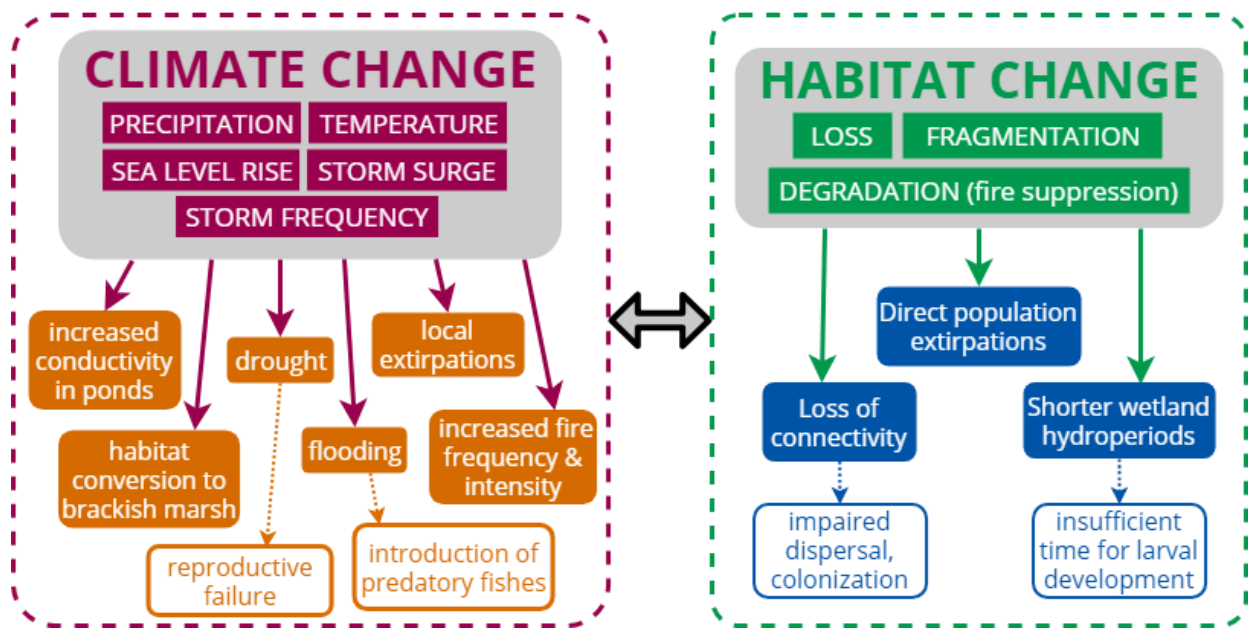 CLIMATE CHANGE
PRECIPITATION
TEMPERATURE
SEA LEVEL RISE
STORM SURGE
STORM FREQUENCY
increased
conductivity
in ponds
habitat
conversion to
brackish marsh
drought
reproductive
failure
flooding
introduction of
predatory fishes
local
extirpations
increased fire
frequency &
intensity
HABITAT CHANGE
LOSS
FRAGMENTATION
DEGRADATION (fire suppression)
Loss of
connectivity
impaired
dispersal,
colonization
Direct population
extirpations
Shorter wetland
hydroperiods
insufficient
time for larval
development